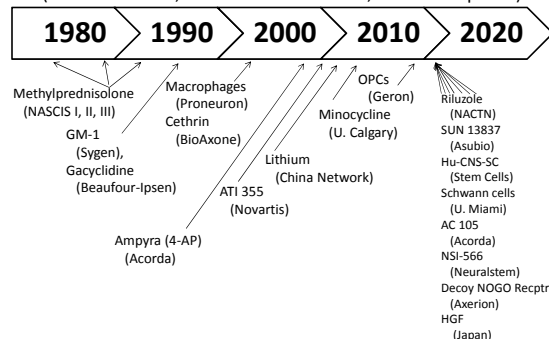 1980 1990 2000 2010 2020
Methylprednisolone
(NASCIS I, II, III)
GM-1
(Sygen),
Gacyclidine
(Beaufour-Ipsen)
Macrophages
(Proneuron)
Cethrin
(BioAxone)
Ampyra (4-AP)
(Acorda)
ATI 355
(Novartis)
Lithium
(China Network)
Minocycline
(U. Calgary)
OPCs
(Geron)
Riluzole
(NACTN)
SUN 13837
(Asubio)
Hu-CNS-SC
(Stem Cells)
Schwann cells
(U. Miami)
AC 105
(Acorda)
NSI-566
(Neuralstem)
Decoy NOGO Recptr
(Axerion)
HGF
(Japan)